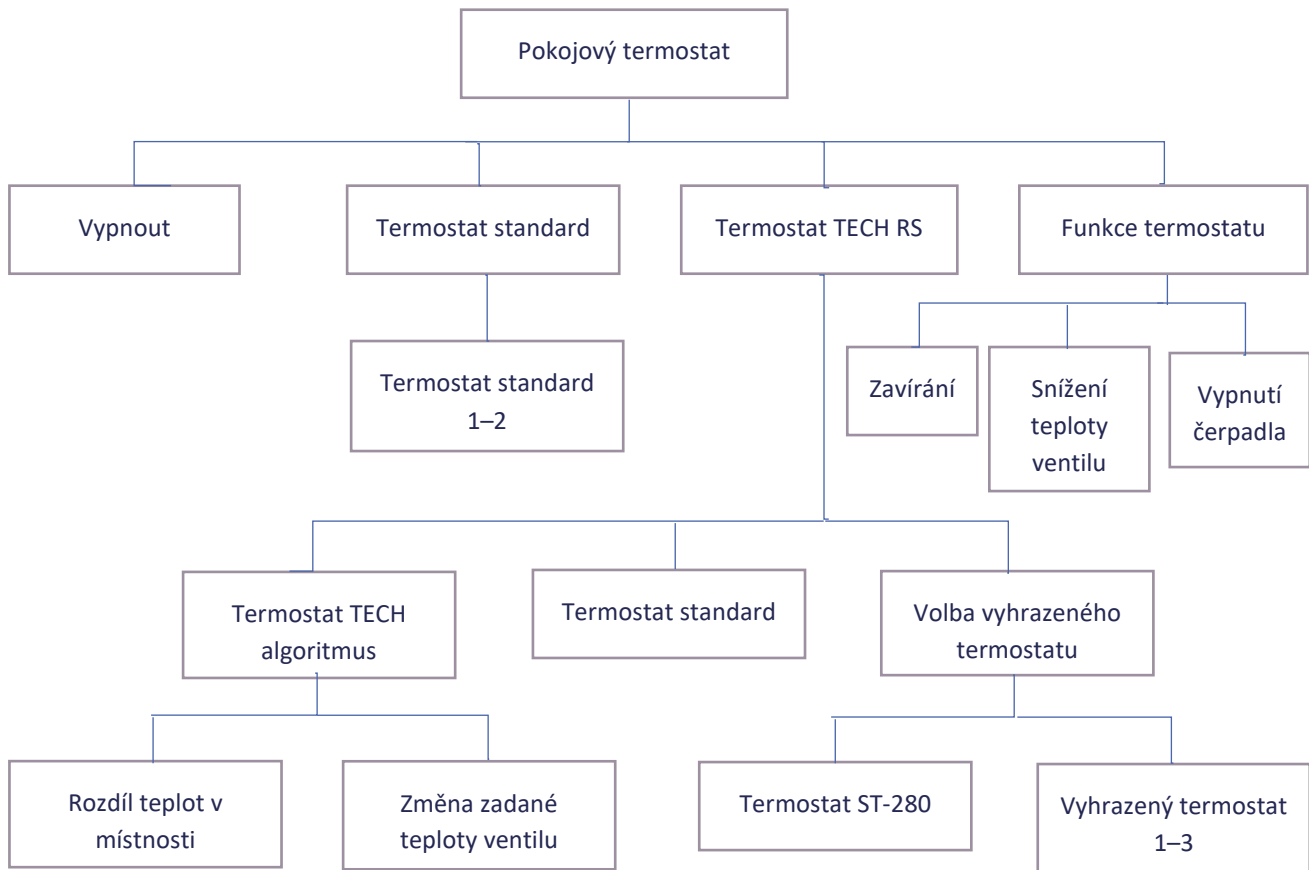 Pokojový termostat
Vypnout
Termostat standard
Termostat TECH RS
Funkce termostatu
Termostat standard
1–2
Zavírání
Snížení
teploty
ventilu
Vypnutí
čerpadla
Termostat TECH
algoritmus
Termostat standard
Volba vyhrazeného
termostatu
Rozdíl teplot v
místnosti
Změna zadané
teploty ventilu
Termostat ST-280
Vyhrazený termostat
1–3